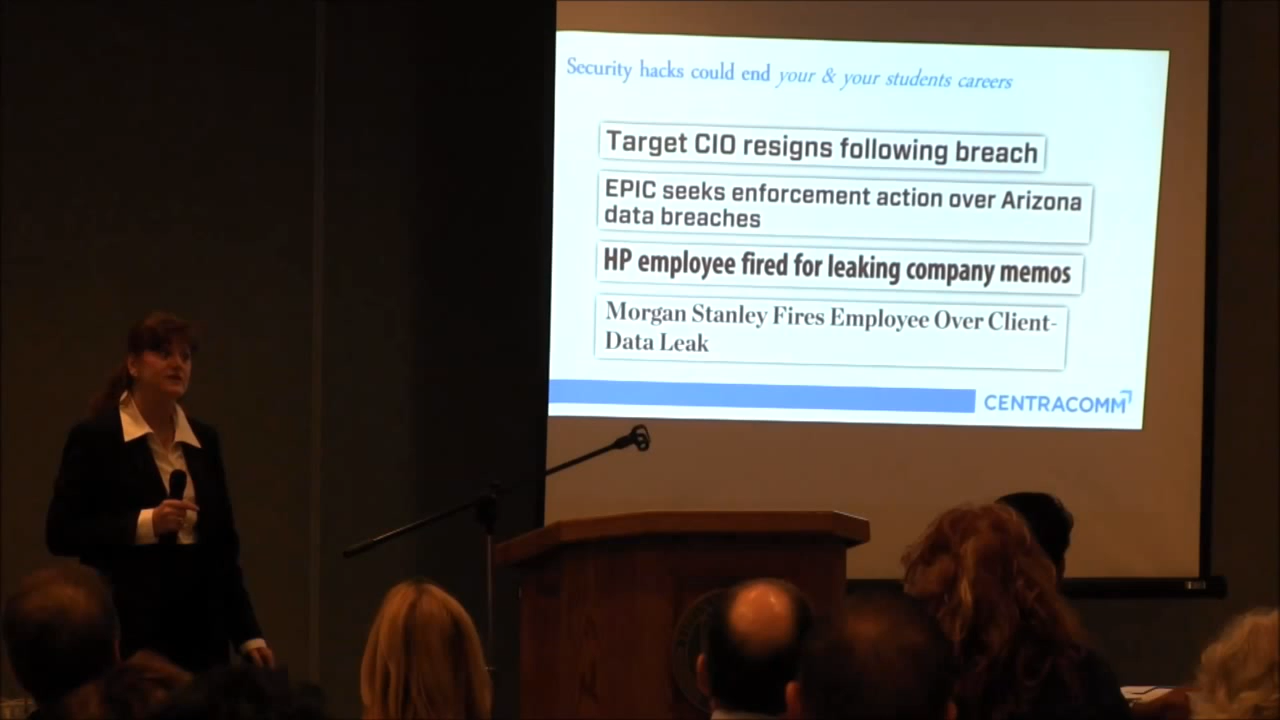 Security hacks could end your & your students careers
Target CIO resigns following breach
EPIC seeks enforcement action over Arizona
data breaches
HP employee fired for leaking company memos
Morgan Stanley Fires Employee Over Client-
Data Leak
CENTRACOMM